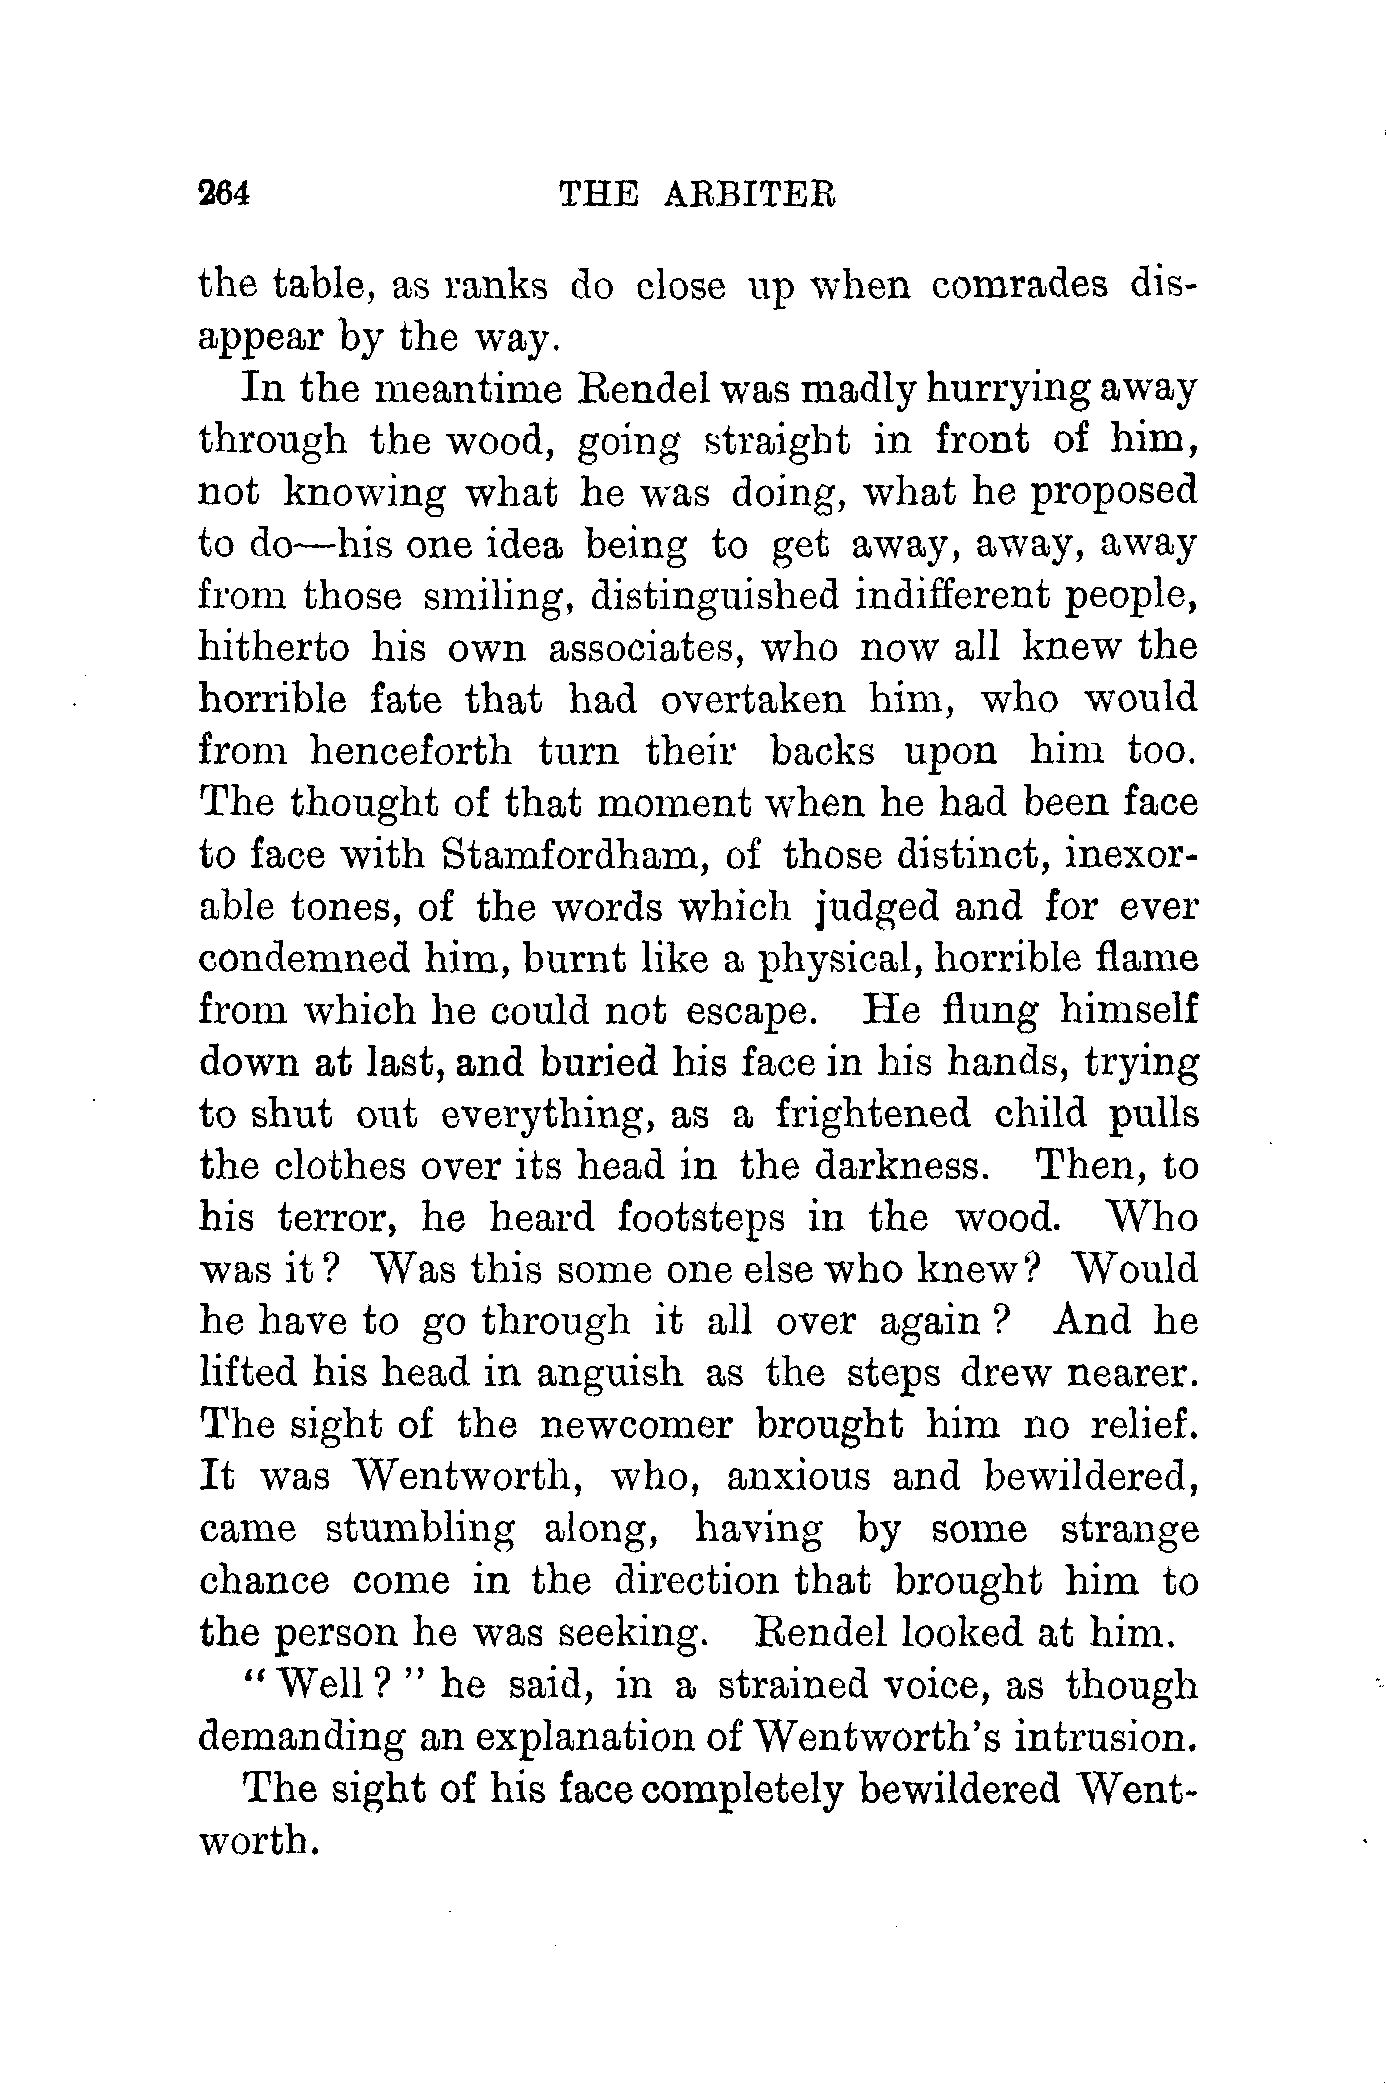 264 THE ARBITER
the table, as ranks do close up when comrades dis-
appear by the way.
In the meantime Rendel was madly hurrying away
through the wood, going straight in front of him,
not knowing what he was doing, what he proposed
to do—his one idea being to get away, away, away
from those smiling, distinguished indifferent people,
hitherto his own associates, who now all knew the
horrible fate that had overtaken him, who would
from henceforth turn their backs upon him too.
The thought of that moment when he had been face
to face with Stamfordham, of those distinct, inexor-
able tones, of the words which judged and for ever
condemned him, burnt like a physical, horrible flame
from which he could not escape. He flung himself
down at last, and buried his face in his hands, trying
to shut out everything, as a frightened child pulls
the clothes over its head in the darkness. Then, to
his terror, he heard footsteps in the wood. Who
was it? Was this some one else who knew? Would
he have to go through it all over again? And he
lifted his head in anguish as the steps drew nearer.
The sight of the newcomer brought him no relief.
It was Wentworth, who, anxious and bewildered,
came stumbling along, having by some strange
chance come in the direction that brought him to
the person he was seeking. Rendel looked at him.
"Well?" he said, in a strained voice, as though
demanding an explanation of Wentworth's intrusion.
The sight of his face completely bewildered Went-
worth.